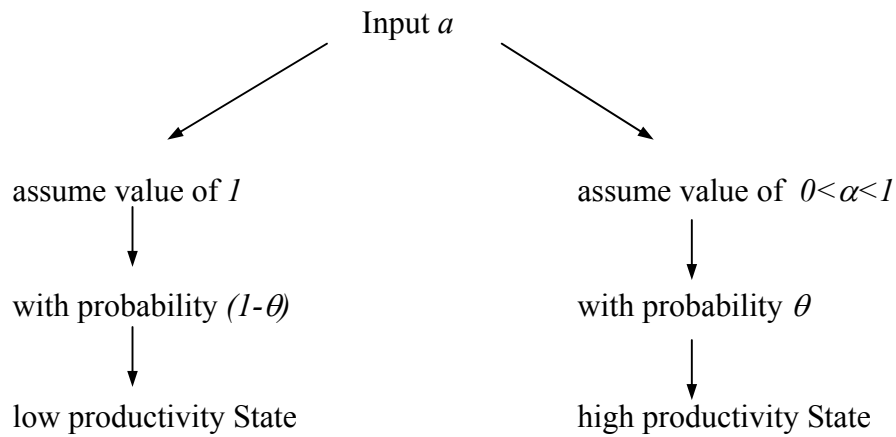 Input a
assume value of 1
assume value of 0<α<1
with probability (1-θ)
with probability θ
low productivity State
high productivity State